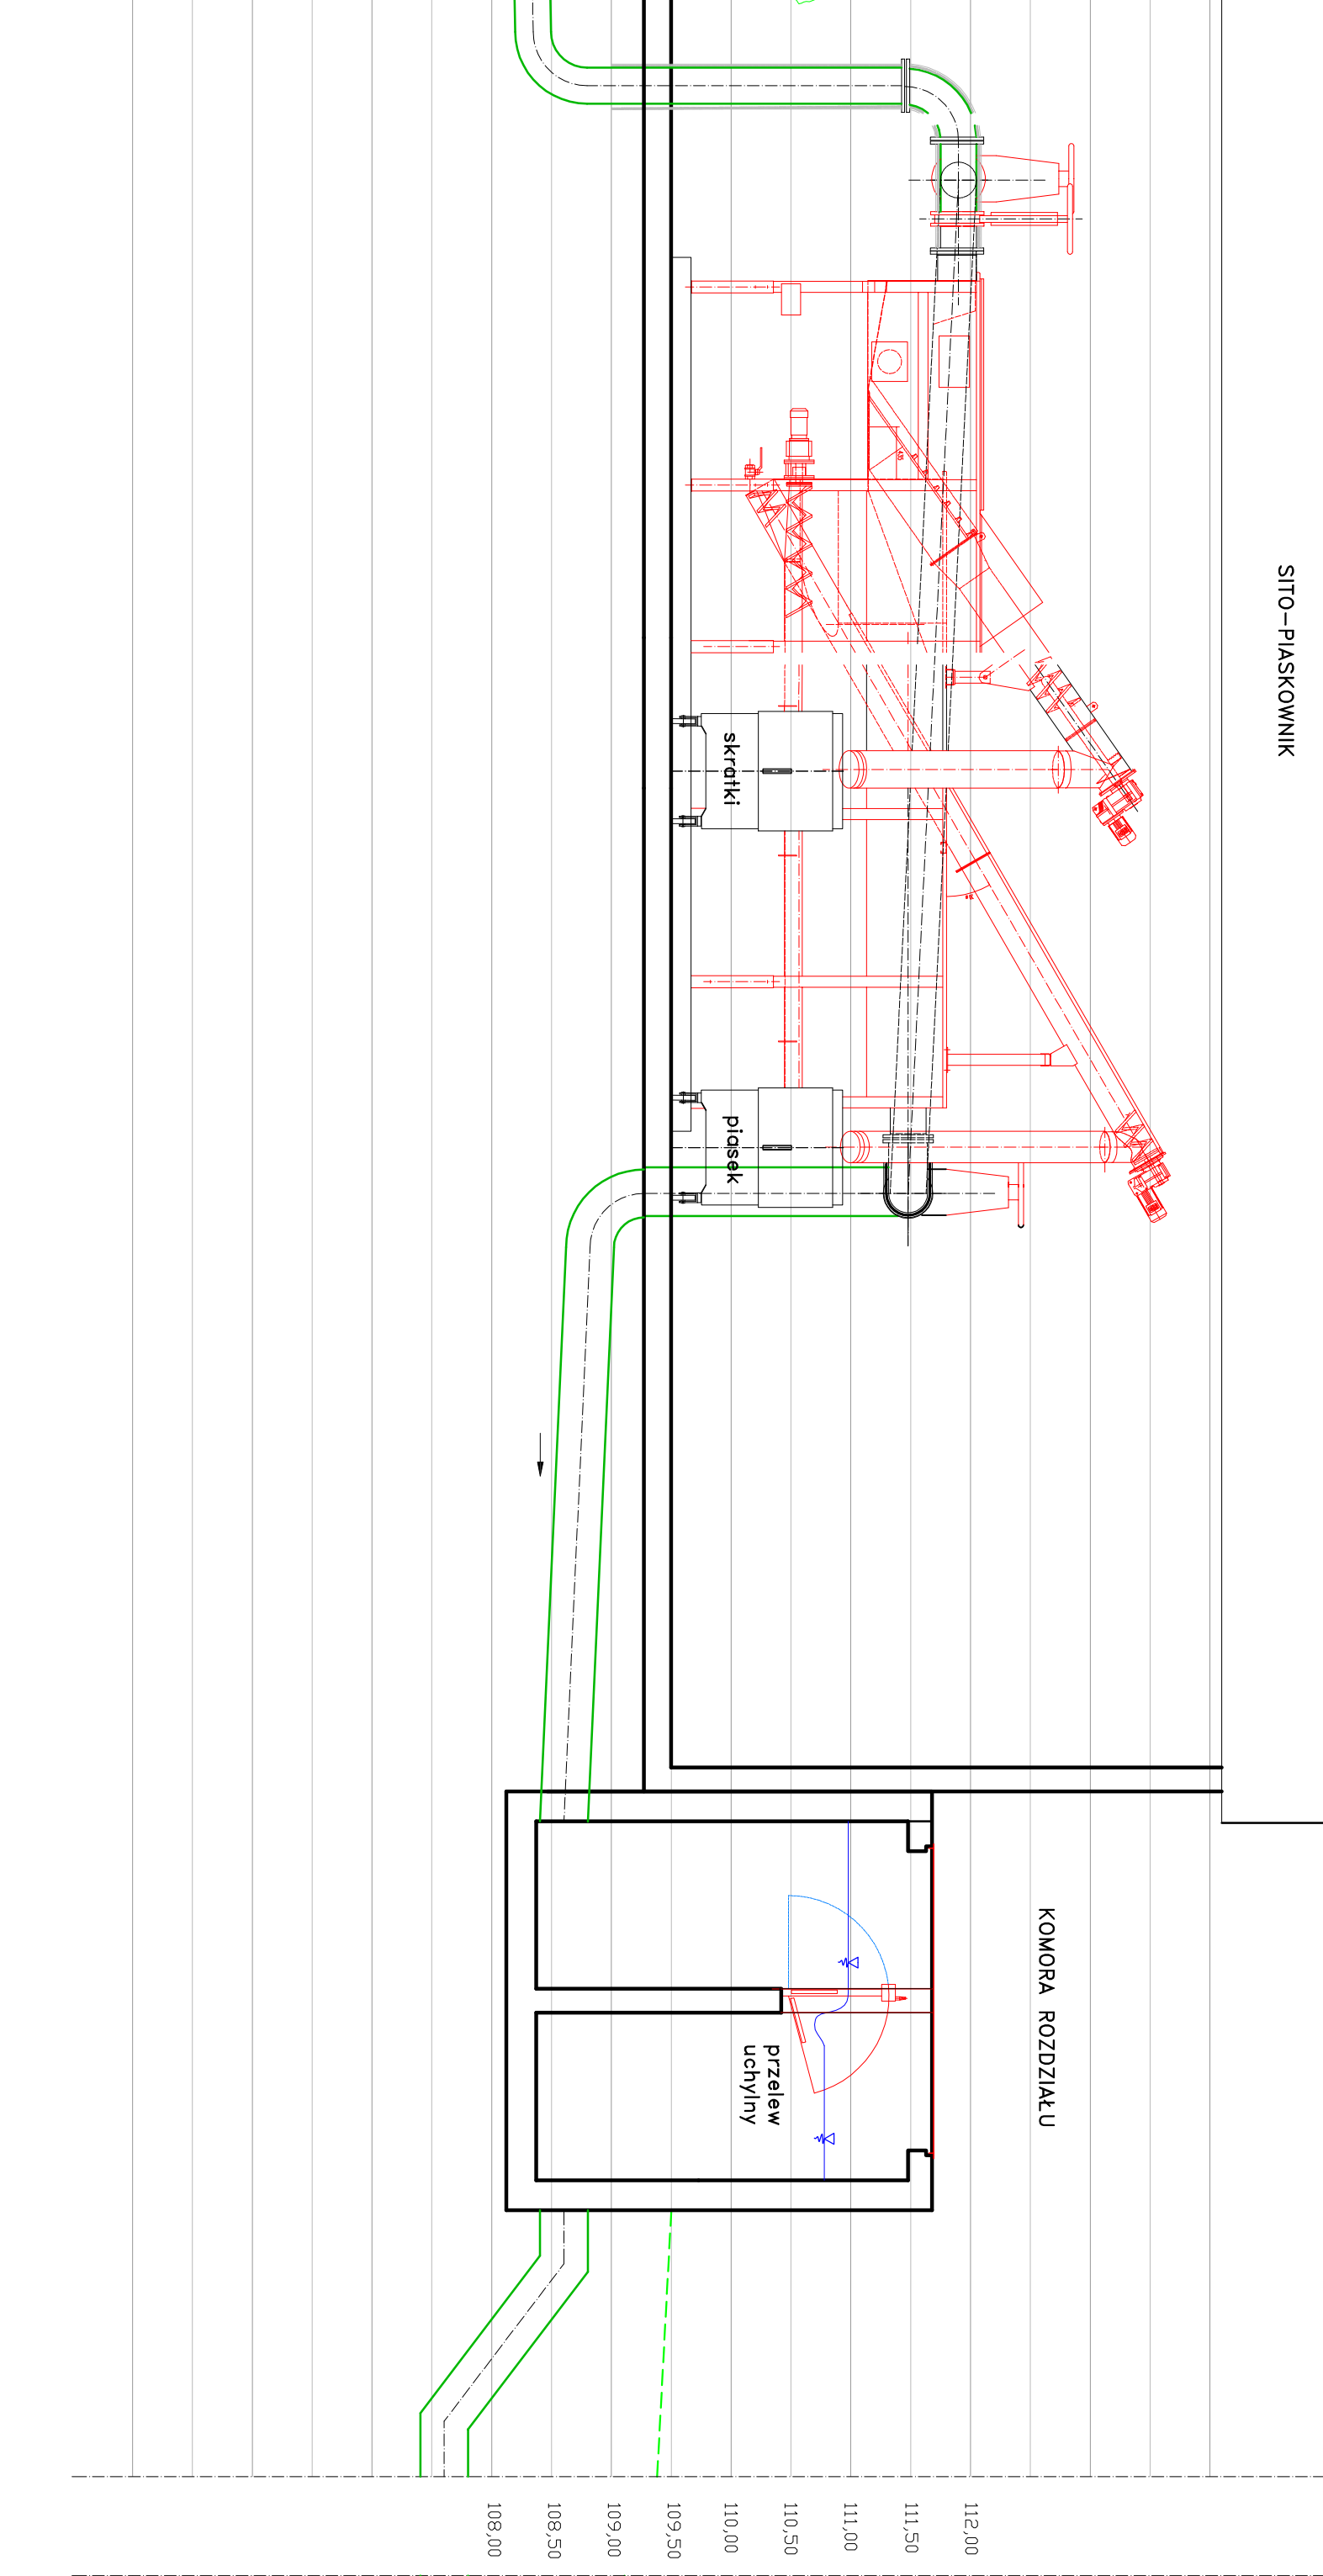 SITO-PIASKOWNIK
KOMORA ROZDZIAŁU
skratki
piasek
przelew
uchylny
112,00
111,50
111,00
110,50
110,00
109,50
109,00
108,50
108,00